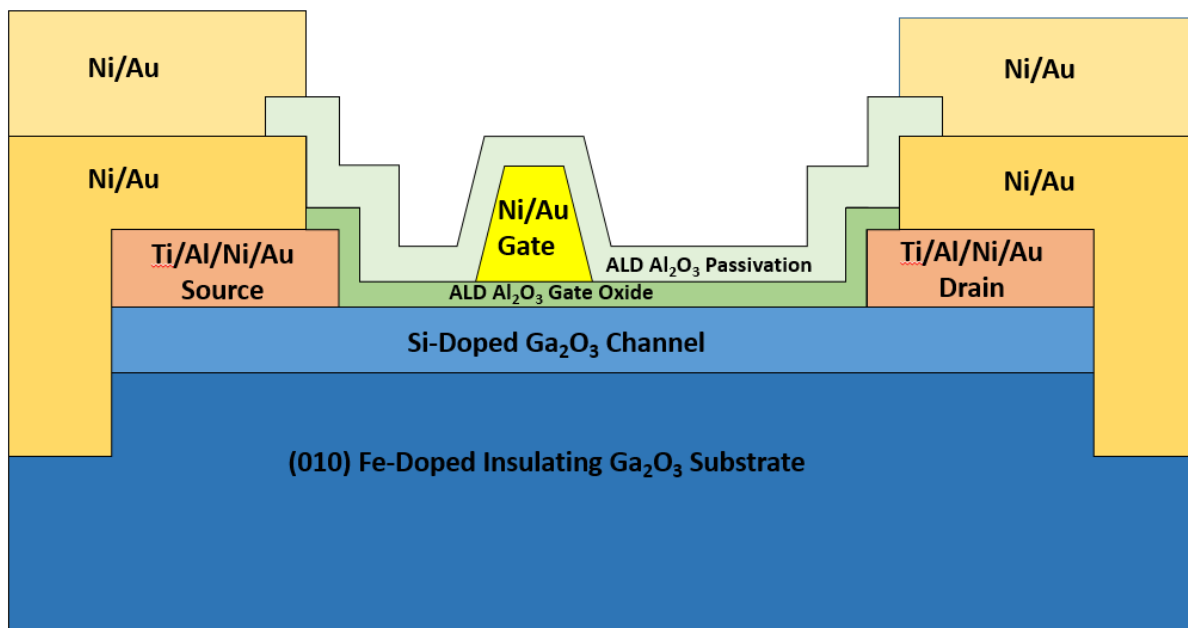 Ni/Au
Ni/Au
Ni/Au
Ni/Au
Ni/Au
Gate
Ti/Al/Ni/Au
Source
ALD Al₂O₃ Passivation
Ti/Al/Ni/Au
Drain
ALD Al₂O₃ Gate Oxide
Si-Doped Ga₂O₃ Channel
(010) Fe-Doped Insulating Ga₂O₃ Substrate